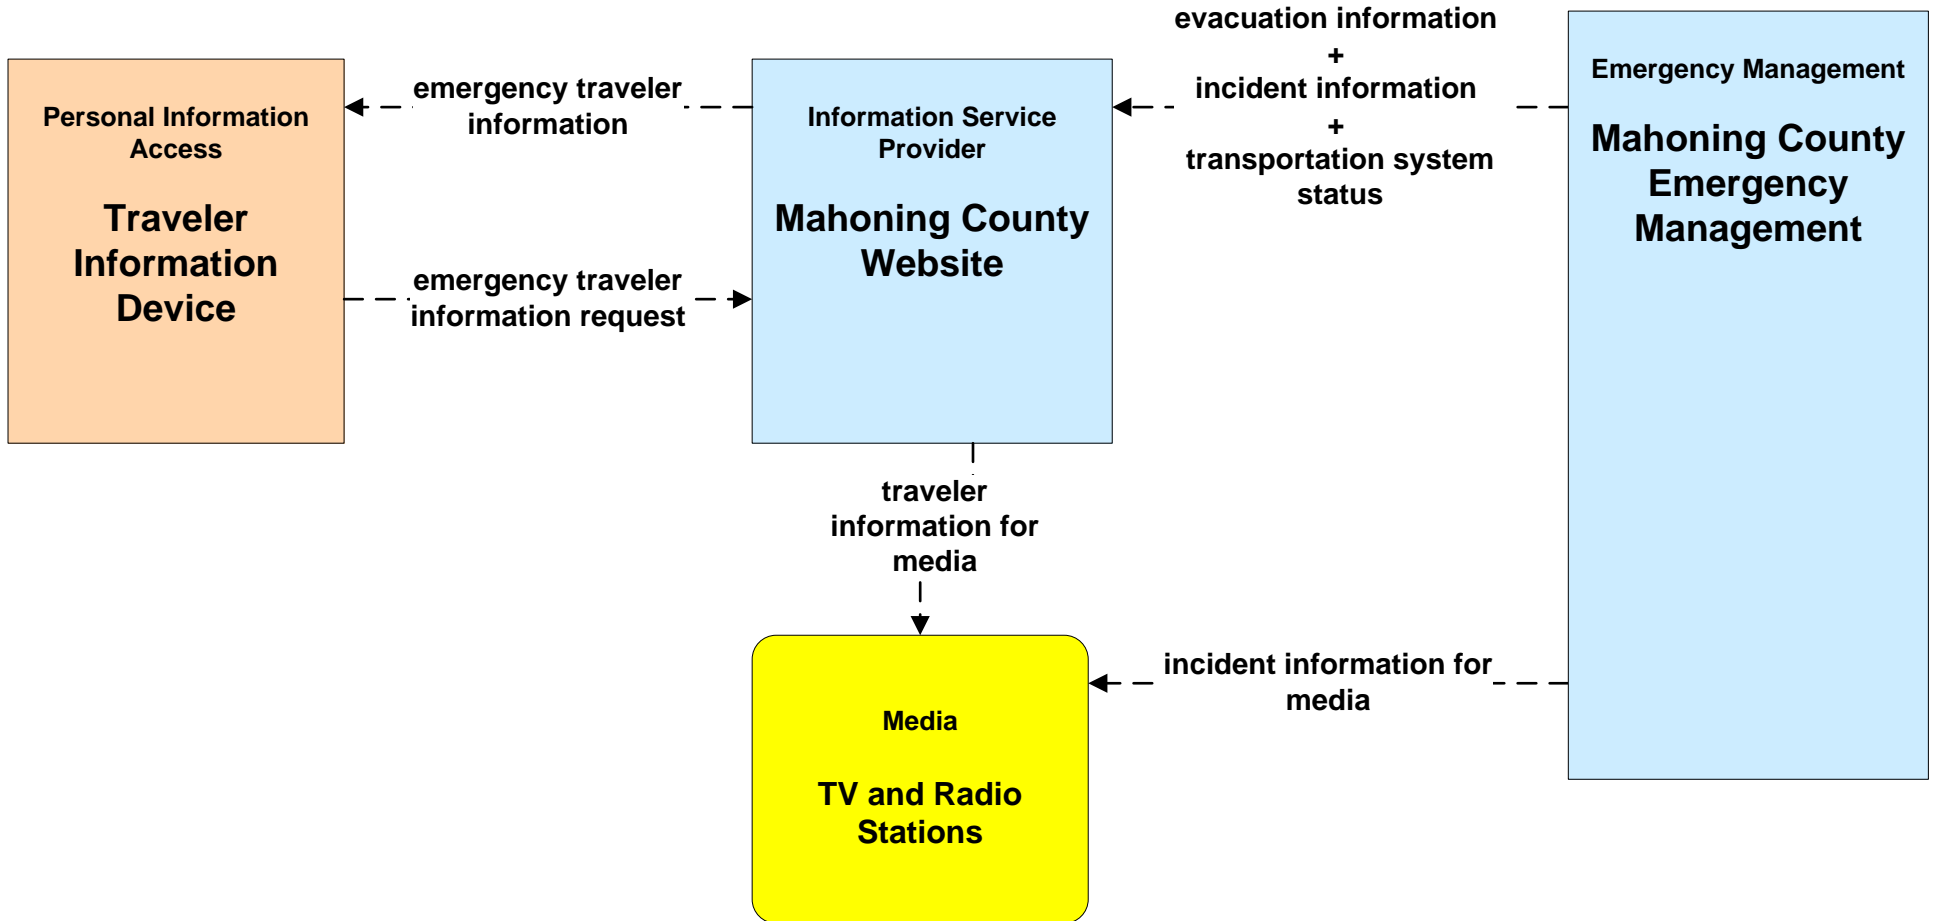 Personal Information
Access
Traveler
Information
Device
emergency traveler
information
emergency traveler
information request
Information Service
Provider
Mahoning County
Website
evacuation information
+
incident information
+
transportation system
status
Emergency Management
Mahoning County
Emergency
Management
traveler
information for
media
incident information for
media
Media
TV and Radio
Stations